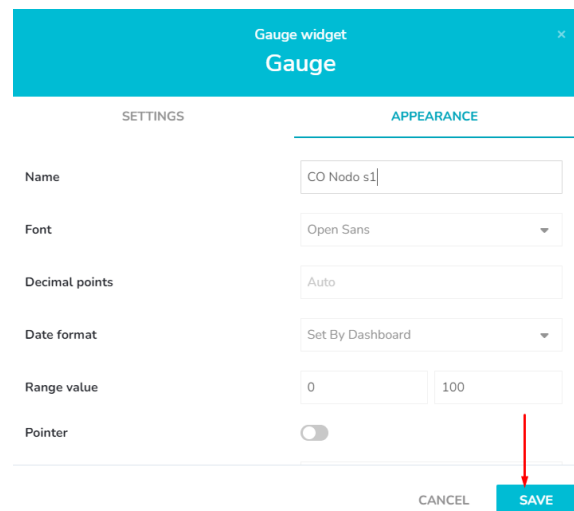 Gauge widget
×
Gauge
SETTINGS
APPEARANCE
Name
CO Nodo s1
Font
Open Sans
Decimal points
Auto
Date format
Set By Dashboard
Range value
0
100
Pointer
CANCEL
SAVE